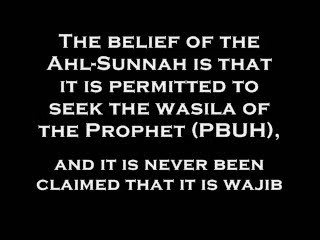 The belief of the
Ahl-Sunnah is that
it is permitted to
seek the wasila of
the Prophet (PBUH),
and it is never been
claimed that it is wajib